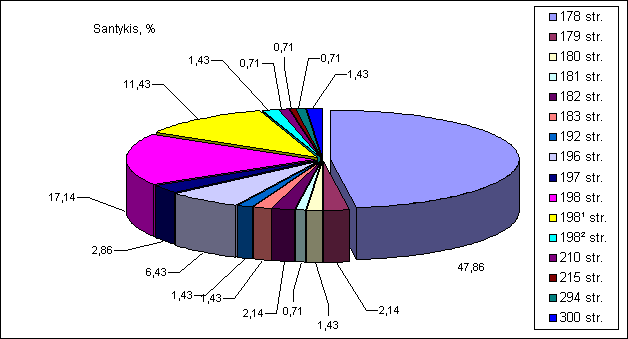 Santykis, %
0,71
1,43
0,71
0,71
1,43
11,43
17,14
2,86
6,43
1,43
1,43
2,14
0,71
1,43
2,14
47,86
178 str.
179 str.
180 str.
181 str.
182 str.
183 str.
192 str.
196 str.
197 str.
198 str.
198¹ str.
198² str.
210 str.
215 str.
294 str.
300 str.